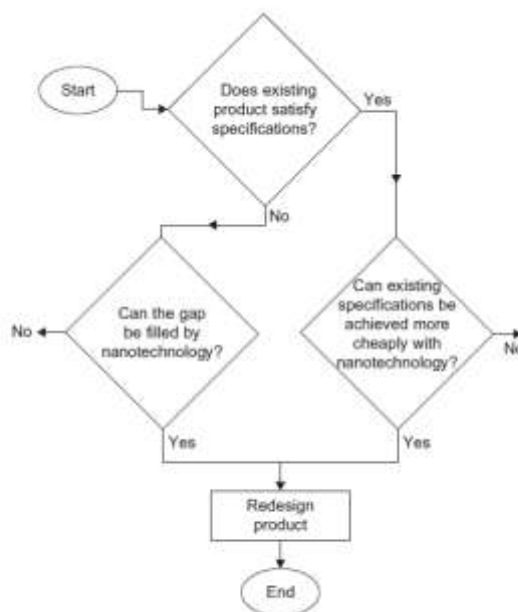 Start
Does existing
product satisfy
specifications?
Yes
No
Can the gap
be filled by
nanotechnology?
No
Can existing
specifications be
achieved more
cheaply with
nanotechnology?
No
Yes
Yes
Redesign
product
End